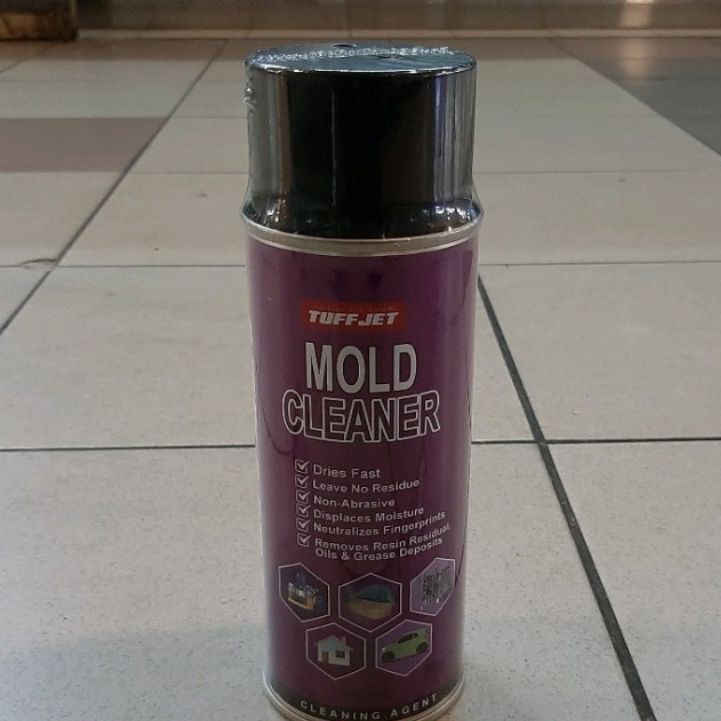 TUFFJET
MOLD
CLEANER
Dries Fast
Leave No Residue
Non-Abrasive
Displaces Moisture
Neutralizes Fingerprints
Removes Resin Residual,
Oils & Grease Deposits
CLEANING AGENT